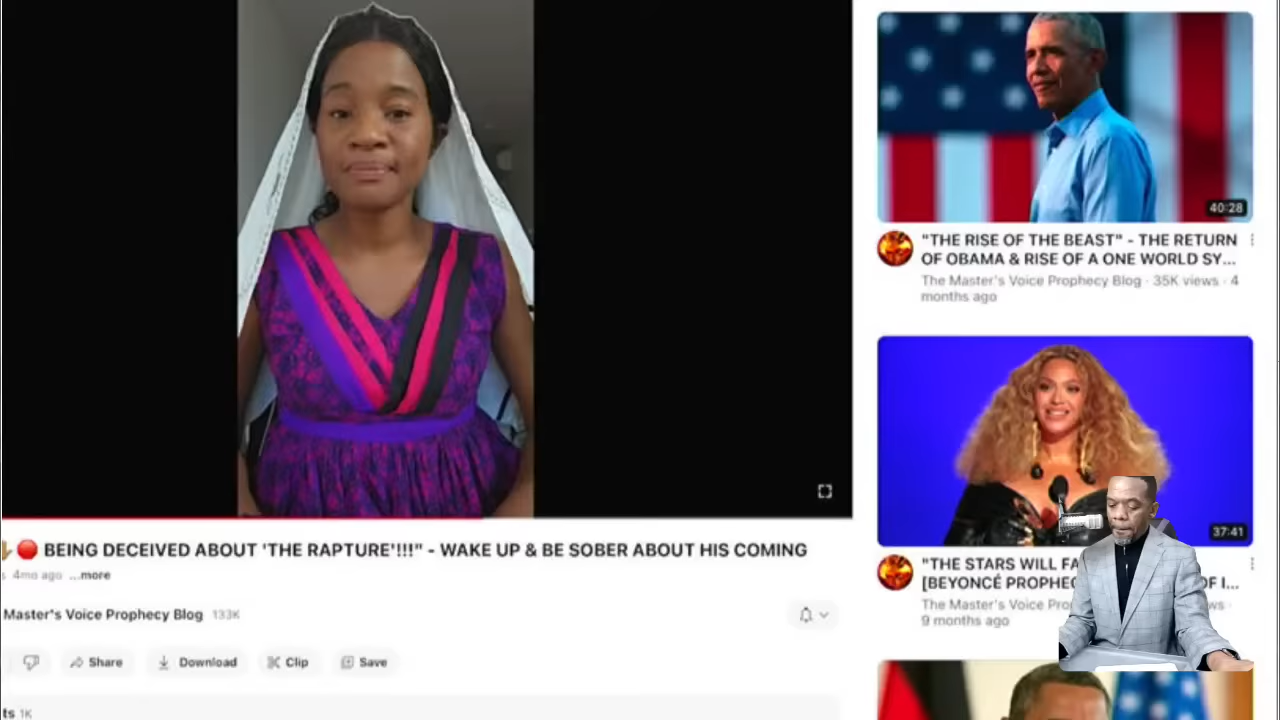 🔴 BEING DECEIVED ABOUT 'THE RAPTURE'!!!" - WAKE UP & BE SOBER ABOUT HIS COMING
4mo ago ...more
Master's Voice Prophecy Blog 133K
Share Download Clip Save
1K
40:28
"THE RISE OF THE BEAST" - THE RETURN
OF OBAMA & RISE OF A ONE WORLD SY...
The Master's Voice Prophecy Blog · 35K views · 4
months ago
37:41
"THE STARS WILL
[BEYONCÉ
The Master's Voice
9 months ago